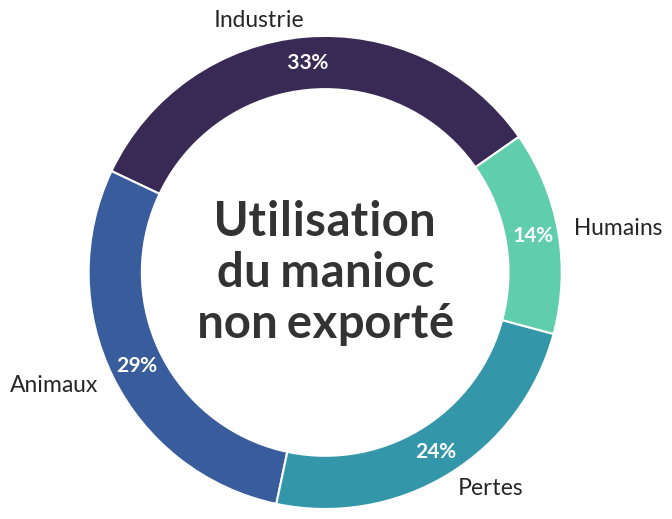 Industrie
33%
Utilisation
du manioc
non exporté
14%
Humains
29%
Animaux
24%
Pertes